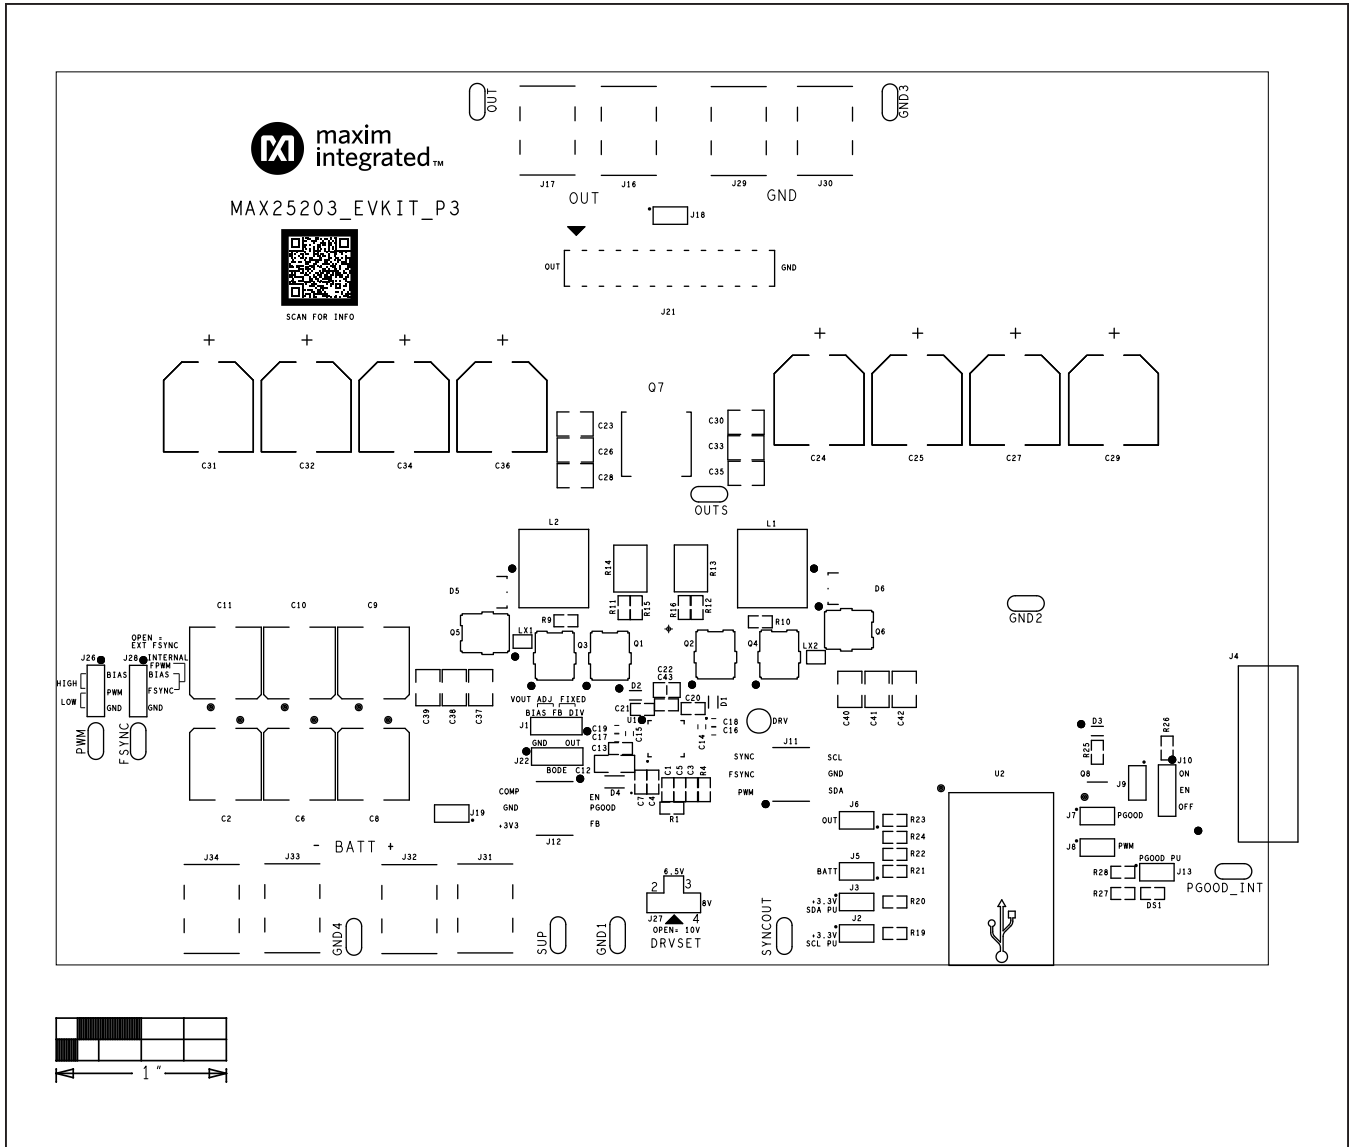 OUT
GND3
maxim
integrated™
J17
J16
J29
J30
OUT
GND
MAX25203_EVKIT_P3
J18
OUT
GND
J21
SCAN FOR INFO
+ + + +
+ + + +
Q7
C23
C26
C28
C30
C33
C35
C31
C32
C34
C36
C24
C25
C27
C29
OUTS
L2
L1
R14
R13
D5
D6
R11
R15
R16
R12
GND2
C11
C10
C9
R9
R10
Q5
LX1
Q3
Q1
Q2
Q4
LX2
Q6
OPEN =
EXT FSYNC
J26
J28
INTERNAL
FPWM
HIGH
LOW
BIAS
PWM
GND
BIAS
FSYNC
GND
PWM
FSYNC
C39
C38
C37
C22
C43
D2
C21
C20
D1
C40
C41
C42
J4
VOUT ADJ FIXED
BIAS FB DIV
J1
U1
C19
C17
C15
C18
C16
C14
DRV
GND
OUT
J22
BODE
C13
C12
D4
C7
C4
C1
C5
C3
R4
R1
J11
SYNC
FSYNC
PWM
SCL
GND
SDA
D3
R25
R26
J10
ON
EN
OFF
Q8
J9
U2
C2
C6
C8
J19
COMP
GND
+3V3
EN
PGOOD
FB
J12
J6
OUT
R23
R24
R22
J5
BATT
R21
J3
+3.3V
SDA PU
R20
J2
+3.3V
SCL PU
R19
J7
PGOOD
J8
PWM
PGOOD PU
J13
R28
R27
DS1
PGOOD_INT
- BATT +
J34
J33
J32
J31
GND4
SUP
GND1
6.5V
2
3
8V
J27
4
OPEN= 10V
DRVSET
SYNCOUT
1 "